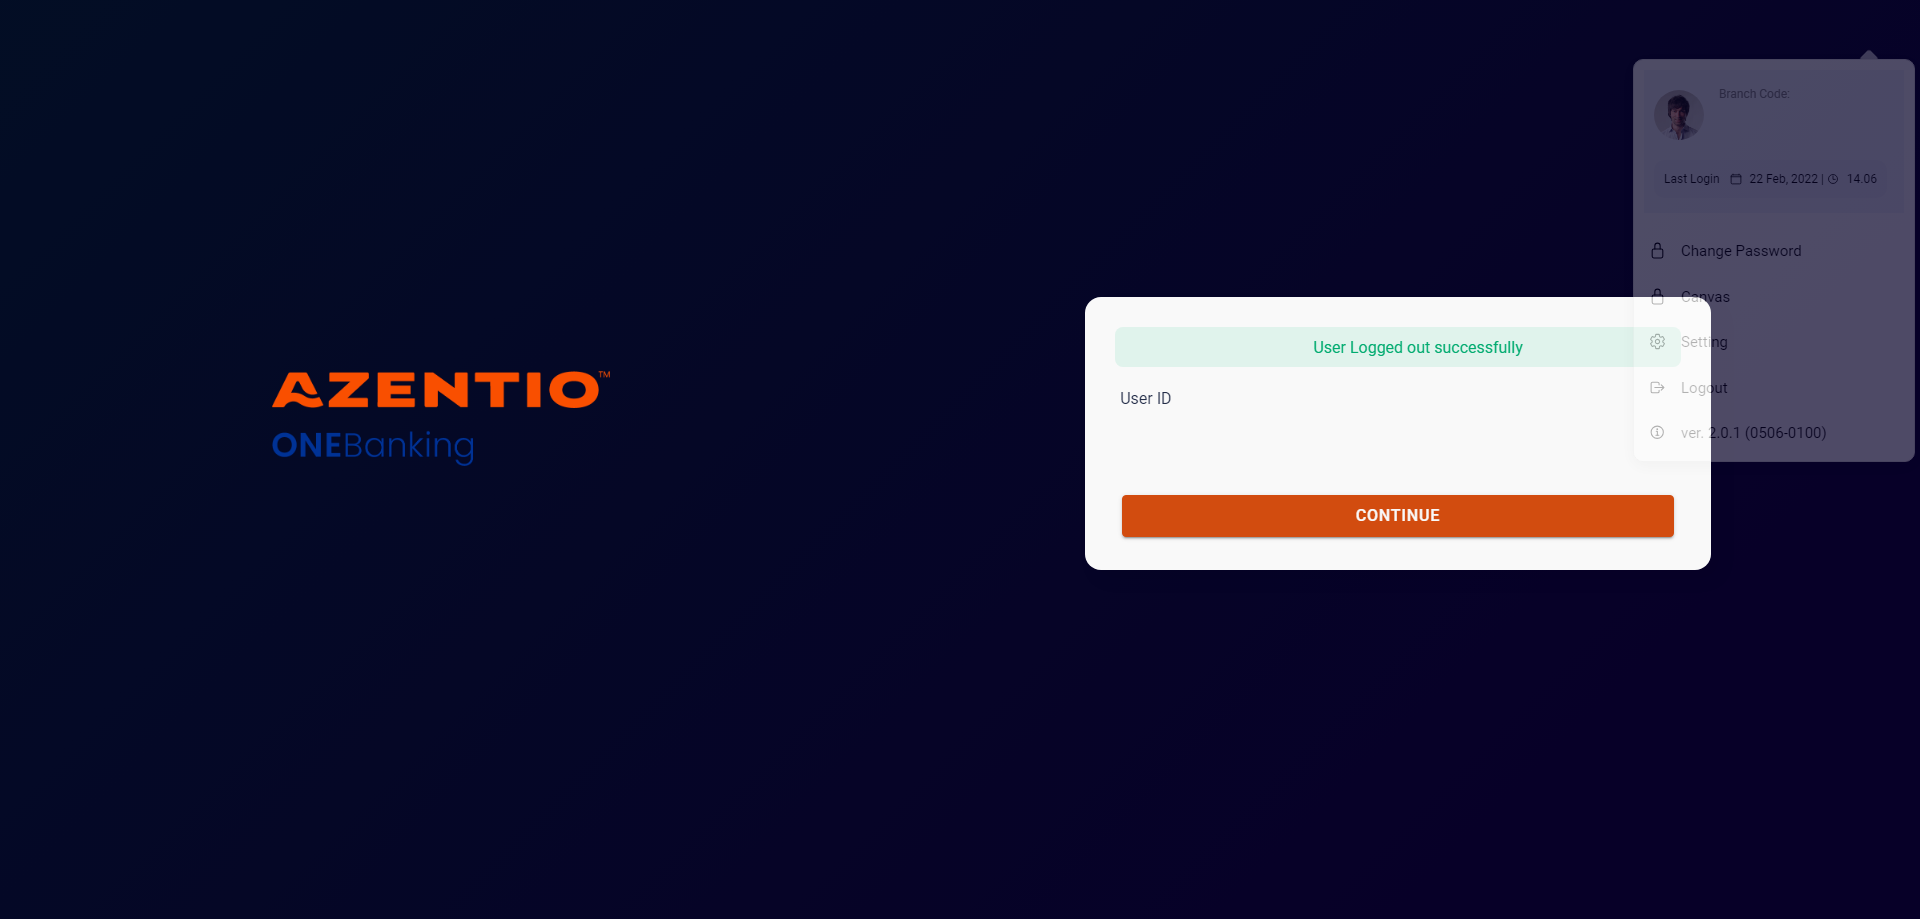 AZENTIO™
ONEBanking
User Logged out successfully
User ID
CONTINUE
Branch Code:
Last Login 22 Feb, 2022 | 14.06
Change Password
Canvas
Setting
Logout
ver. 2.0.1 (0506-0100)